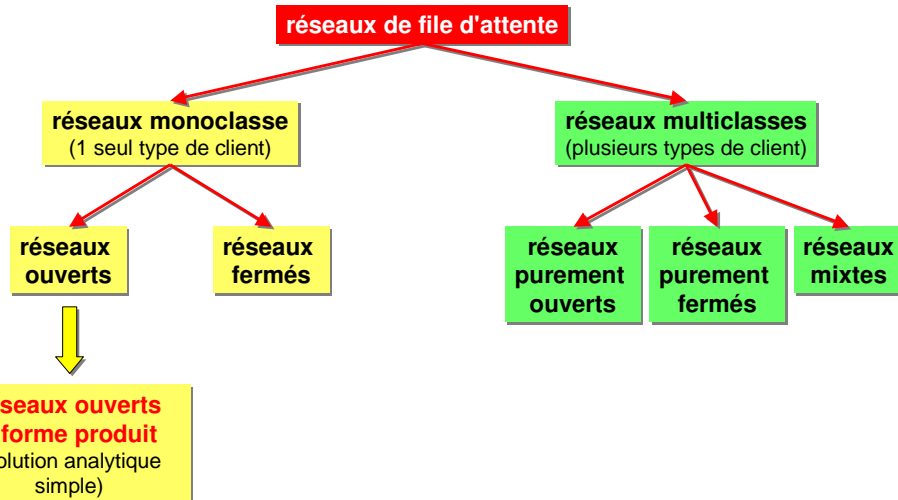 réseaux de file d'attente
réseaux monoclasse
(1 seul type de client)
réseaux multiclasses
(plusieurs types de client)
réseaux
ouverts
réseaux
fermés
réseaux
purement
ouverts
réseaux
purement
fermés
réseaux
mixtes
seaux ouverts
forme produit
olution analytique
simple)